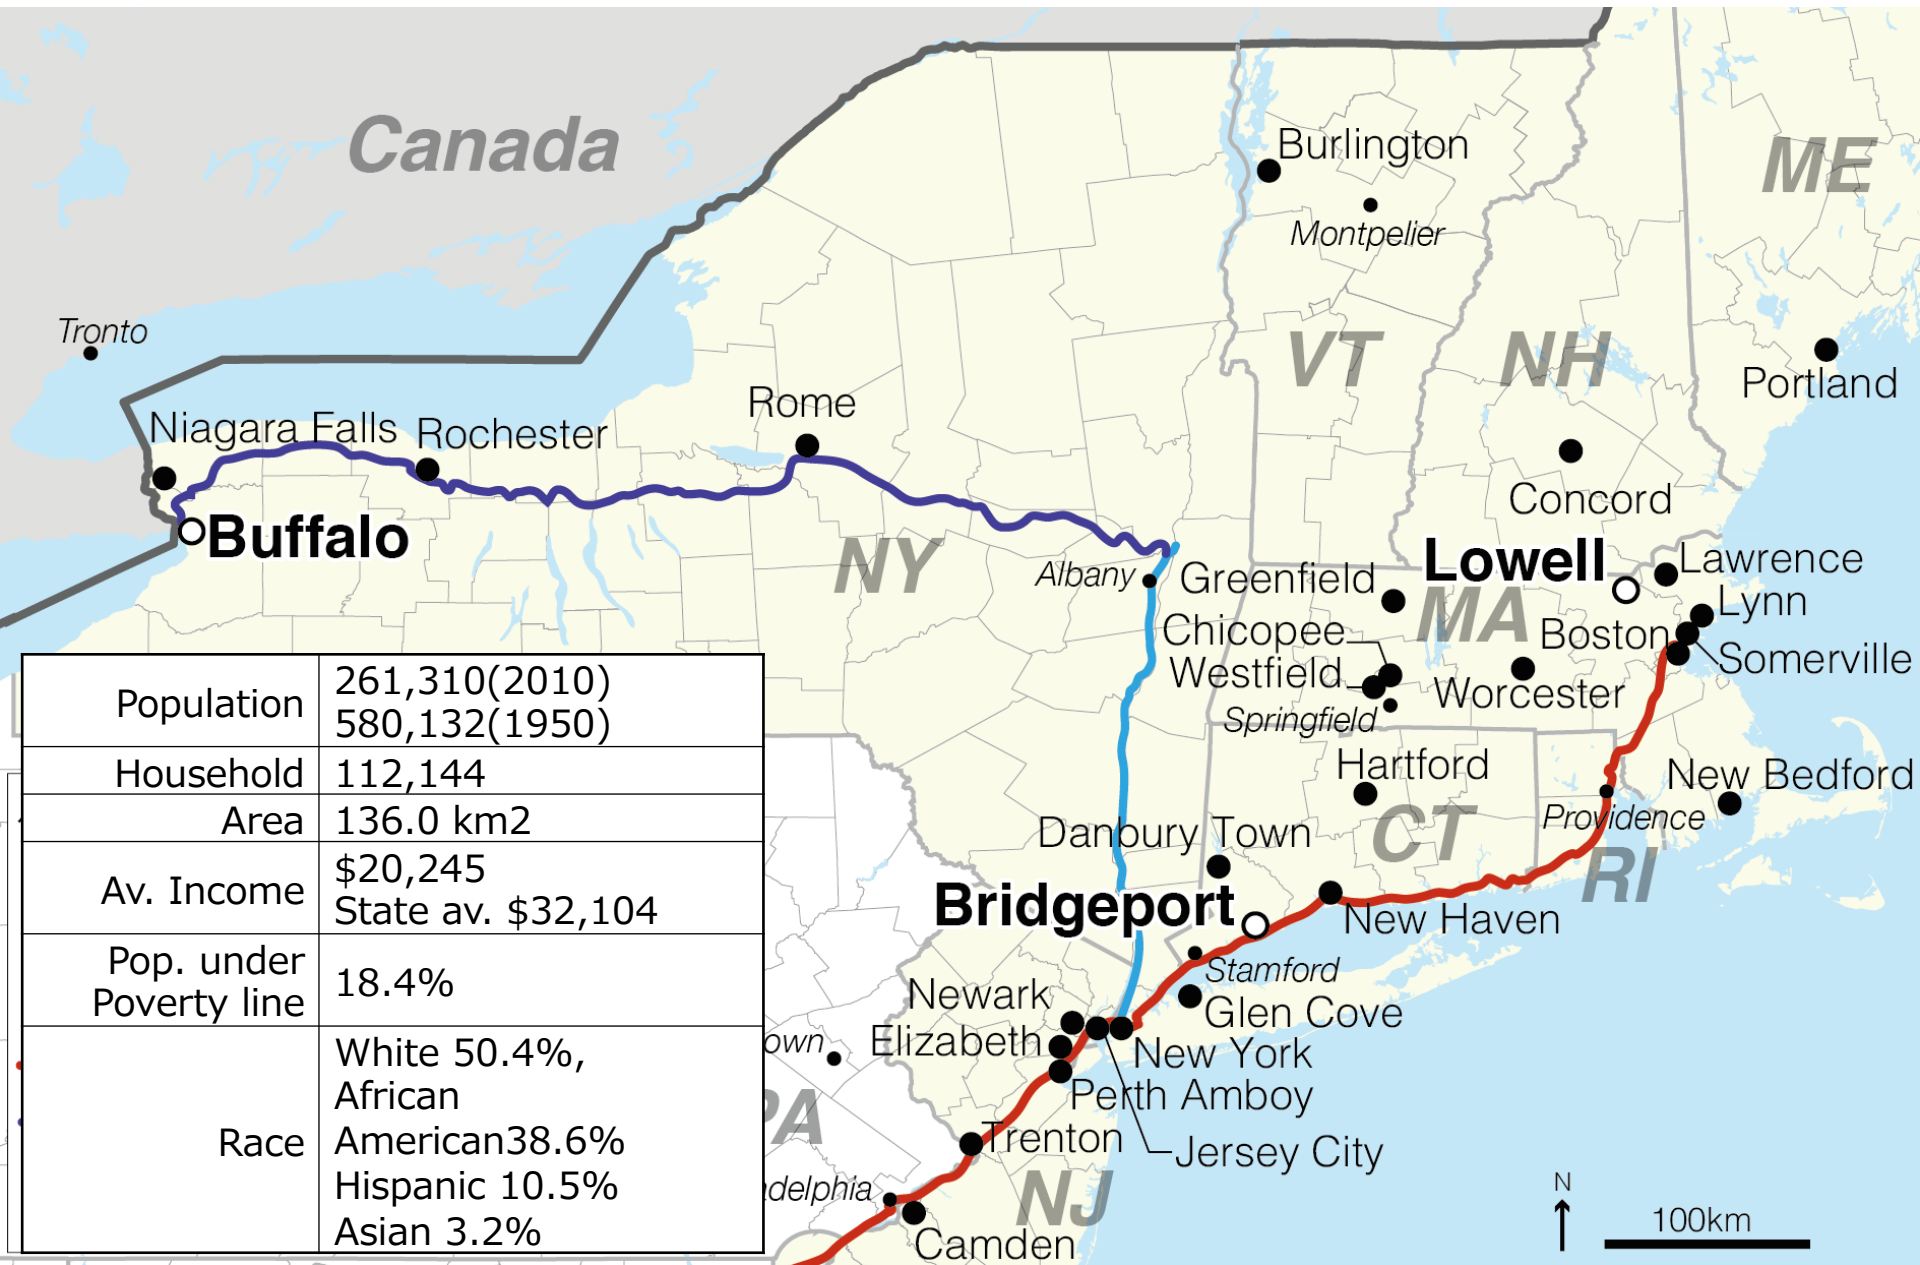 Canada
Burlington
Montpelier
ME
Tronto
VT
NH
Portland
Niagara Falls
Rochester
Rome
Concord
Buffalo
NY
Albany
Greenfield
Lowell
Lawrence
Lynn
MA
Chicopee
Westfield
Springfield
Boston
Somerville
Worcester
Hartford
New Bedford
CT
Providence
RI
Danbury Town
Bridgeport
New Haven
Stamford
Glen Cove
Newark
Elizabeth
New York
Perth Amboy
Trenton
Jersey City
NJ
Camden
PA
own
adelphia
N
100km
Population
261,310(2010)
580,132(1950)
Household
112,144
Area
136.0 km2
Av. Income
$20,245
State av. $32,104
Pop. under
Poverty line
18.4%
Race
White 50.4%,
African
American38.6%
Hispanic 10.5%
Asian 3.2%